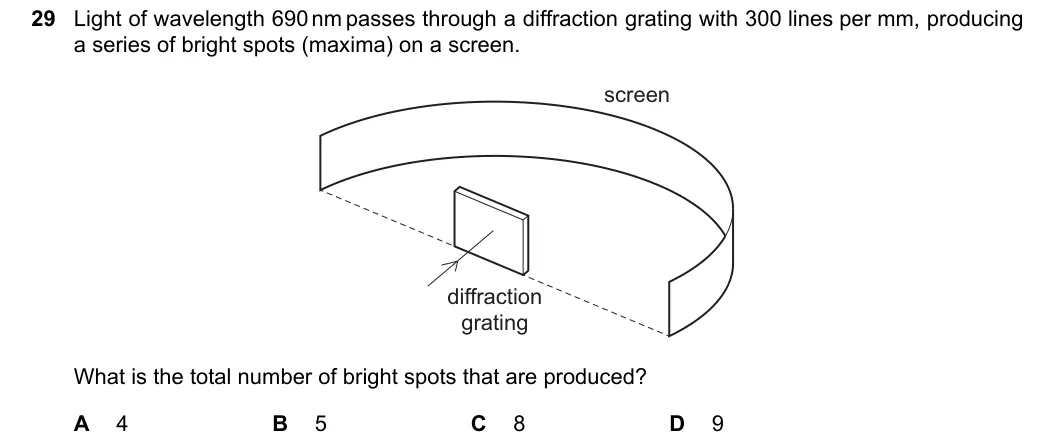 29 Light of wavelength 690 nm passes through a diffraction grating with 300 lines per mm, producing
a series of bright spots (maxima) on a screen.
screen
diffraction
grating
What is the total number of bright spots that are produced?
A 4 B 5 C 8 D 9